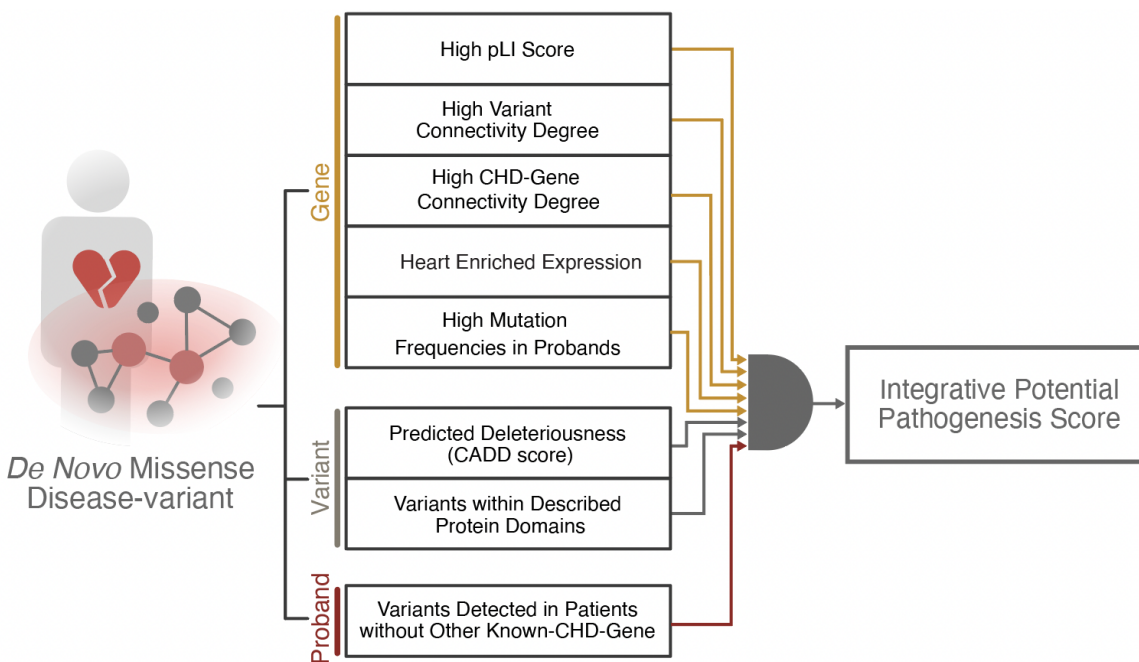 De Novo Missense
Disease-variant
Gene
High pLI Score
High Variant
Connectivity Degree
High CHD-Gene
Connectivity Degree
Heart Enriched Expression
High Mutation
Frequencies in Probands
Variant
Predicted Deleteriousness
(CADD score)
Variants within Described
Protein Domains
Proband
Variants Detected in Patients
without Other Known-CHD-Gene
Integrative Potential
Pathogenesis Score